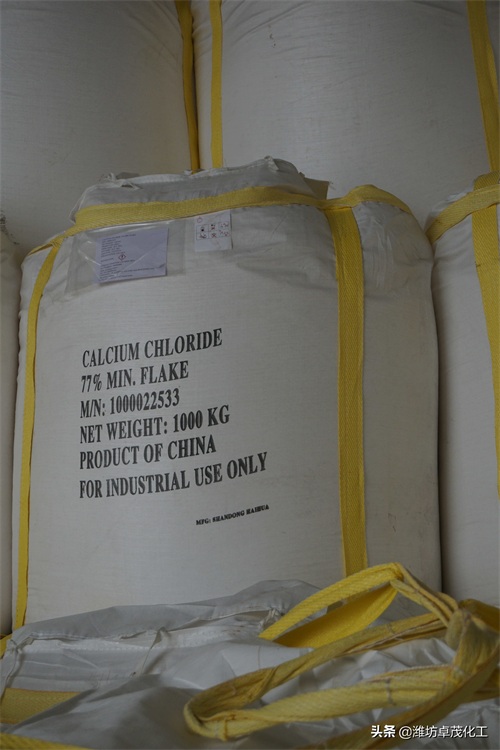 CALCIUM CHLORIDE
77% MIN. FLAKE
M/N: 1000022533
NET WEIGHT: 1000 KG
PRODUCT OF CHINA
FOR INDUSTRIAL USE ONLY
MFG: SHANDONG HAIHUA
头条 @潍坊卓茂化工